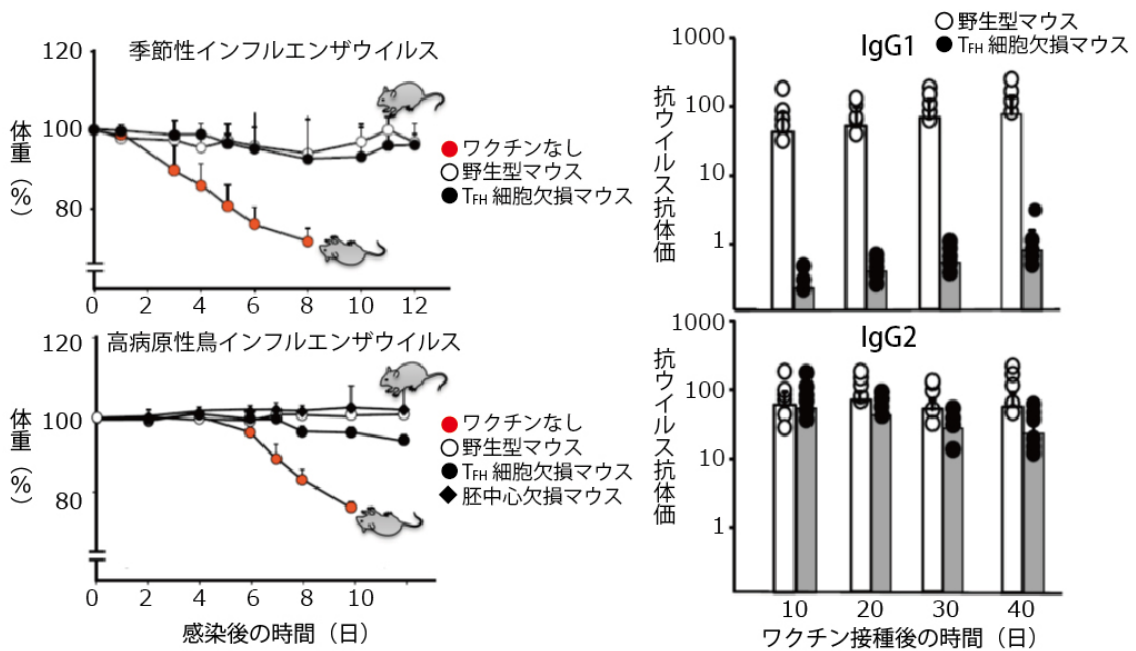 季節性インフルエンザウイルス
120
100
80
体重（%）
0 2 4 6 8 10 12
ワクチンなし
野生型マウス
TFH 細胞欠損マウス
高病原性鳥インフルエンザウイルス
120
100
80
体重（%）
0 2 4 6 8 10
感染後の時間（日）
ワクチンなし
野生型マウス
TFH 細胞欠損マウス
胚中心欠損マウス
IgG1
野生型マウス
TFH 細胞欠損マウス
1000
100
10
1
抗ウイルス抗体価
IgG2
1000
100
10
1
抗ウイルス抗体価
10 20 30 40
ワクチン接種後の時間（日）